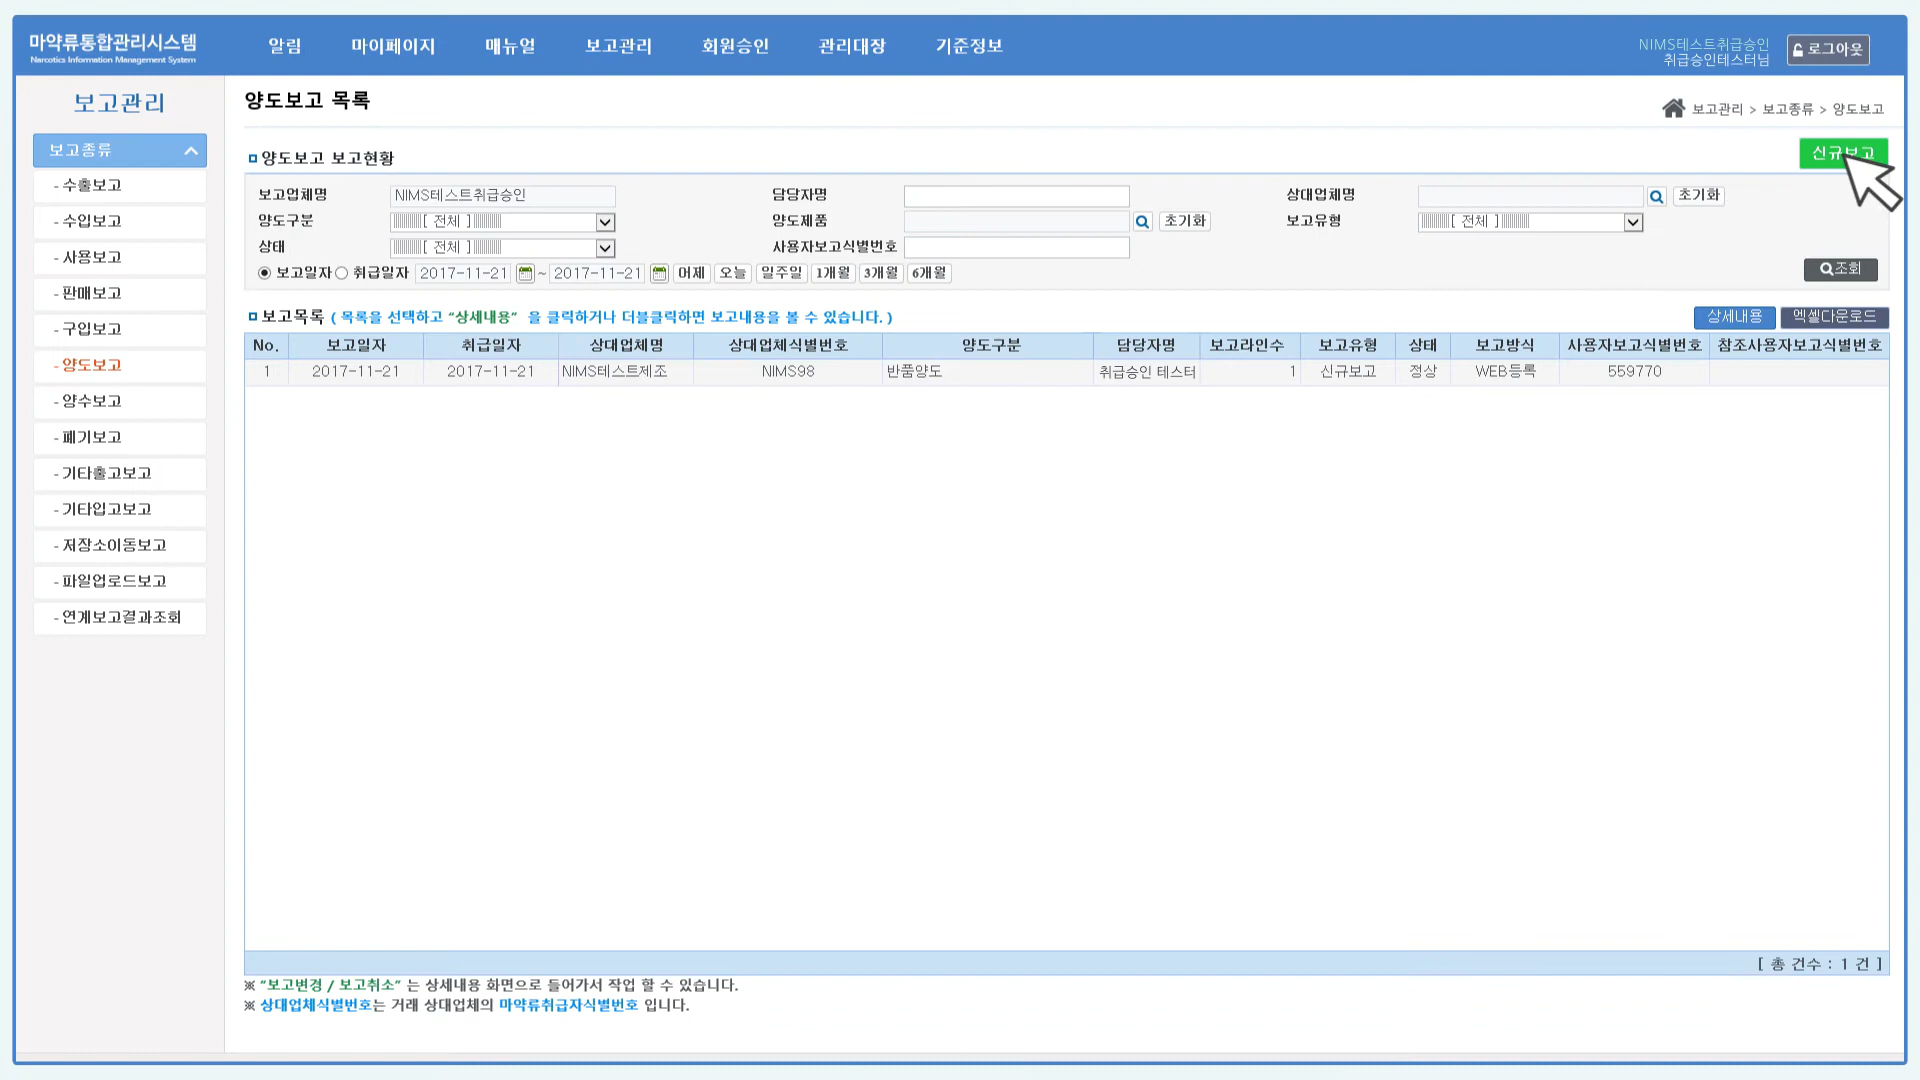 마약류통합관리시스템
Narcotics Information Management System
알림 마이페이지 매뉴얼 보고관리 회원승인 관리대장 기준정보
NIMS테스트취급승인
취급승인테스터님
로그아웃
보고관리
보고종류
- 수출보고
- 수입보고
- 사용보고
- 판매보고
- 구입보고
- 양도보고
- 양수보고
- 폐기보고
- 기타출고보고
- 기타입고보고
- 저장소이동보고
- 파일업로드보고
- 연계보고결과조회
양도보고 목록
보고관리 > 보고종류 > 양도보고
양도보고 보고현황
신규보고
보고업체명 NIMS테스트취급승인 담당자명 상대업체명 초기화
양도구분 [ 전체 ] 양도제품 초기화 보고유형 [ 전체 ]
상태 [ 전체 ] 사용자보고식별번호
보고일자 취급일자 2017-11-21 ~ 2017-11-21 어제 오늘 일주일 1개월 3개월 6개월
조회
보고목록 ( 목록을 선택하고 “상세내용” 을 클릭하거나 더블클릭하면 보고내용을 볼 수 있습니다. )
상세내용 엑셀다운로드
No. 보고일자 취급일자 상대업체명 상대업체식별번호 양도구분 담당자명 보고라인수 보고유형 상태 보고방식 사용자보고식별번호 참조사용자보고식별번호
1 2017-11-21 2017-11-21 NIMS테스트제조 NIMS98 반품양도 취급승인 테스터 1 신규보고 정상 WEB등록 559770
[ 총 건수 : 1 건 ]
※ “보고변경 / 보고취소” 는 상세내용 화면으로 들어가서 작업 할 수 있습니다.
※ 상대업체식별번호는 거래 상대업체의 마약류취급자식별번호 입니다.